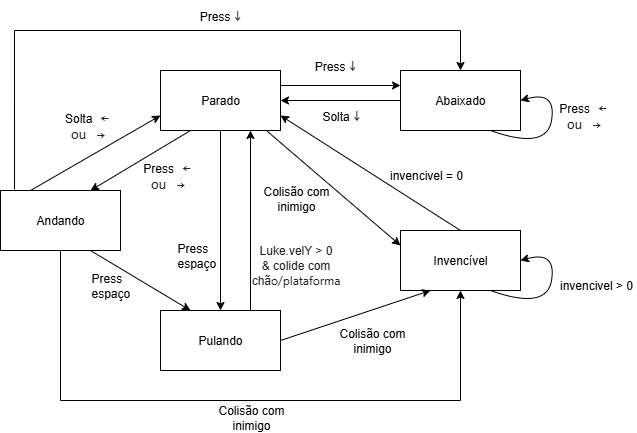 Press ↓
Parado
Press ↓
Abaixado
Solta ↓
Press ←
ou →
Solta ←
ou →
Press ←
ou →
Colisão com
inimigo
invencivel = 0
Andando
Press
espaço
Luke.velY > 0
& colide com
chão/plataforma
Invencível
invencivel > 0
Press
espaço
Pulando
Colisão com
inimigo
Colisão com
inimigo